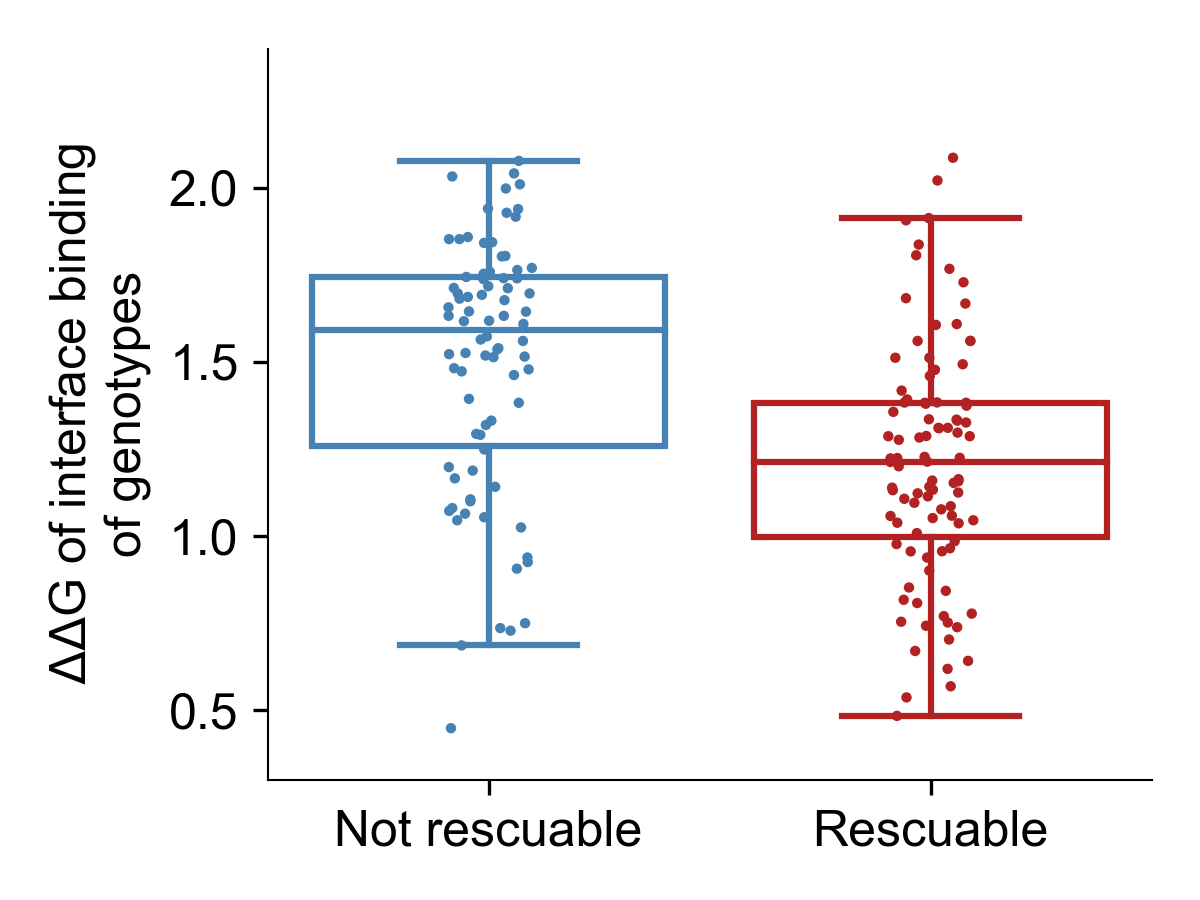 ΔΔG of interface binding
of genotypes
2.0
1.5
1.0
0.5
Not rescuable
Rescuable